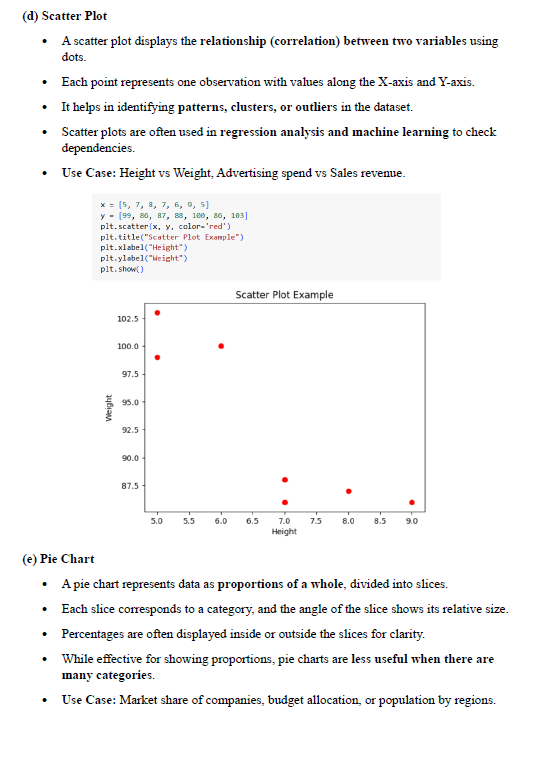 (d) Scatter Plot
• A scatter plot displays the relationship (correlation) between two variables using
dots.
• Each point represents one observation with values along the X-axis and Y-axis.
• It helps in identifying patterns, clusters, or outliers in the dataset.
• Scatter plots are often used in regression analysis and machine learning to check
dependencies.
• Use Case: Height vs Weight, Advertising spend vs Sales revenue.
x = [5, 7, 8, 7, 6, 9, 5]
y = [99, 86, 87, 88, 100, 86, 103]
plt.scatter(x, y, color='red')
plt.title("Scatter Plot Example")
plt.xlabel("Height")
plt.ylabel("Weight")
plt.show()
Scatter Plot Example
102.5
100.0
97.5
95.0
92.5
90.0
87.5
Weight
5.0 5.5 6.0 6.5 7.0 7.5 8.0 8.5 9.0
Height
(e) Pie Chart
• A pie chart represents data as proportions of a whole, divided into slices.
• Each slice corresponds to a category, and the angle of the slice shows its relative size.
• Percentages are often displayed inside or outside the slices for clarity.
• While effective for showing proportions, pie charts are less useful when there are
many categories.
• Use Case: Market share of companies, budget allocation, or population by regions.